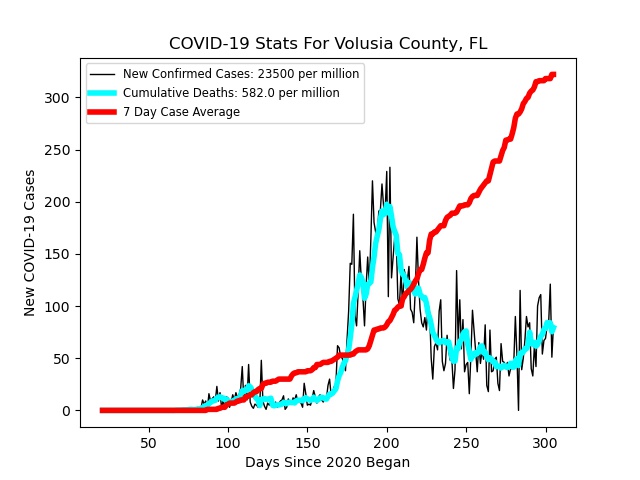 COVID-19 Stats For Volusia County, FL
New Confirmed Cases: 23500 per million
Cumulative Deaths: 582.0 per million
7 Day Case Average
New COVID-19 Cases
300
250
200
150
100
50
0
50 100 150 200 250 300
Days Since 2020 Began